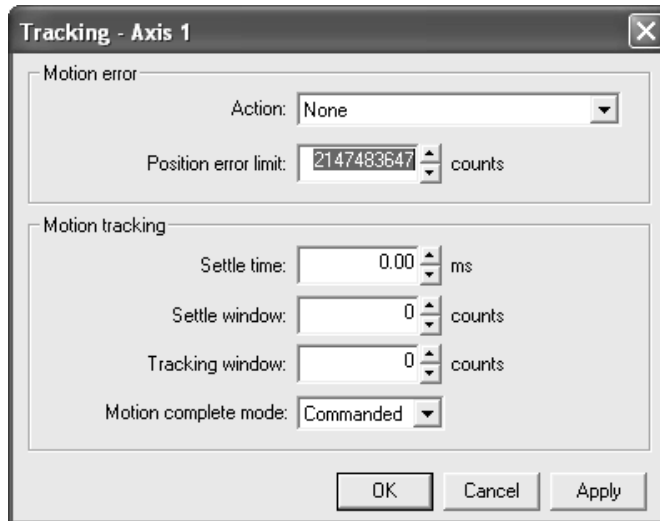 Tracking - Axis 1
Motion error
Action: None
Position error limit: 2147483647 counts
Motion tracking
Settle time: 0.00 ms
Settle window: 0 counts
Tracking window: 0 counts
Motion complete mode: Commanded
OK Cancel Apply